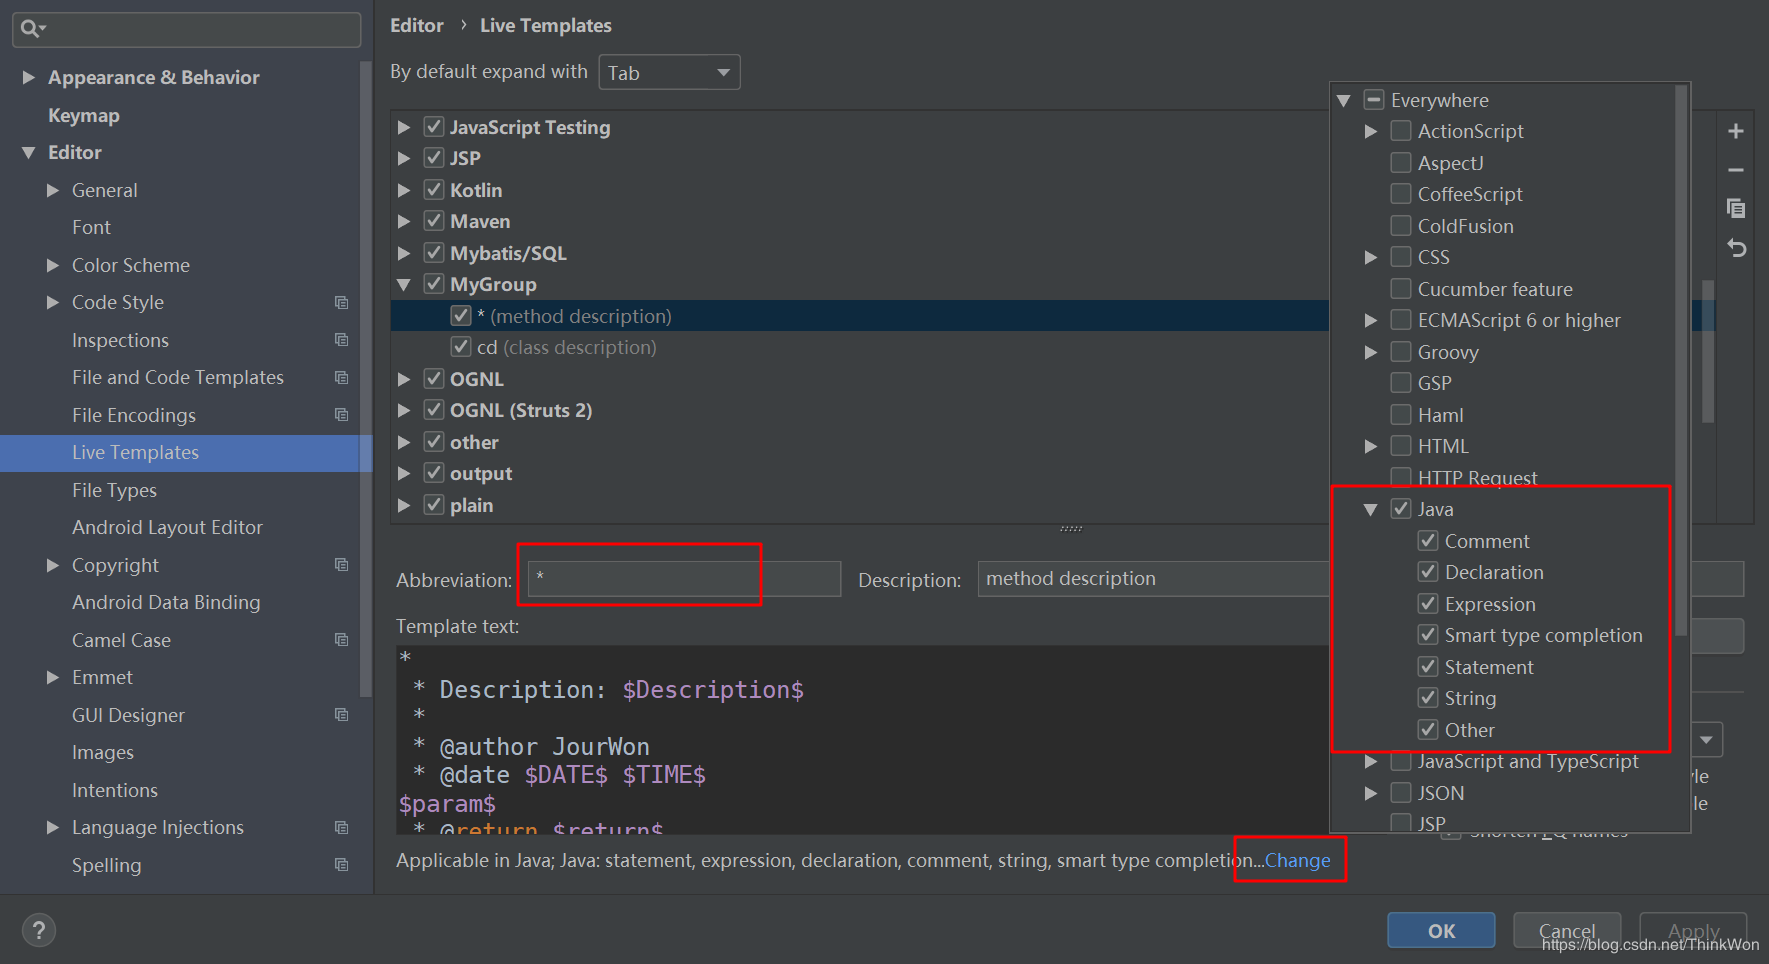 Appearance & Behavior
Keymap
Editor
General
Font
Color Scheme
Code Style
Inspections
File and Code Templates
File Encodings
Live Templates
File Types
Android Layout Editor
Copyright
Android Data Binding
Camel Case
Emmet
GUI Designer
Images
Intentions
Language Injections
Spelling
?
Editor › Live Templates
By default expand with Tab
JavaScript Testing
JSP
Kotlin
Maven
Mybatis/SQL
MyGroup
* (method description)
cd (class description)
OGNL
OGNL (Struts 2)
other
output
plain
Abbreviation: *
Description: method description
Template text:
*
* Description: $Description$
*
* @author JourWon
* @date $DATE$ $TIME$
$param$
* @return $return$
Applicable in Java; Java: statement, expression, declaration, comment, string, smart type completion...Change
Everywhere
ActionScript
AspectJ
CoffeeScript
ColdFusion
CSS
Cucumber feature
ECMAScript 6 or higher
Groovy
GSP
Haml
HTML
HTTP Request
Java
Comment
Declaration
Expression
Smart type completion
Statement
String
Other
JavaScript and TypeScript
JSON
JSP
yle
le
Shorten FQ names
OK
Cancel
Apply
https://blog.csdn.net/ThinkWon